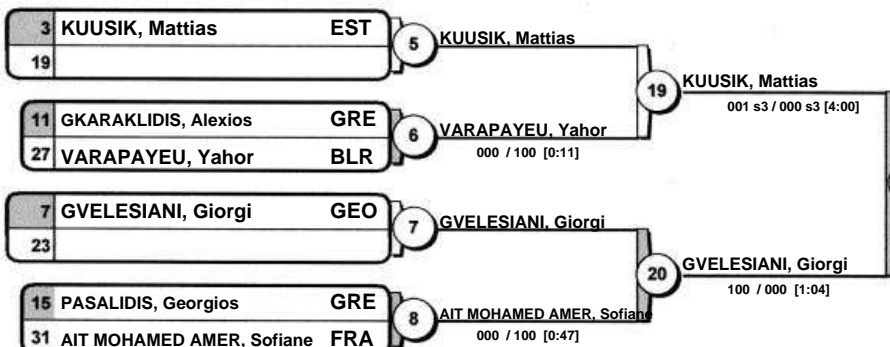 3 KUUSIK, Mattias EST
19
5
KUUSIK, Mattias
11 GKARAKLIDIS, Alexios GRE
27 VARAPAYEU, Yahor BLR
6
VARAPAYEU, Yahor
000 / 100 [0:11]
19
KUUSIK, Mattias
001 s3 / 000 s3 [4:00]
7 GVELESIANI, Giorgi GEO
23
7
GVELESIANI, Giorgi
15 PASALIDIS, Georgios GRE
31 AIT MOHAMED AMER, Sofiane FRA
8
AIT MOHAMED AMER, Sofiane
000 / 100 [0:47]
20
GVELESIANI, Giorgi
100 / 000 [1:04]